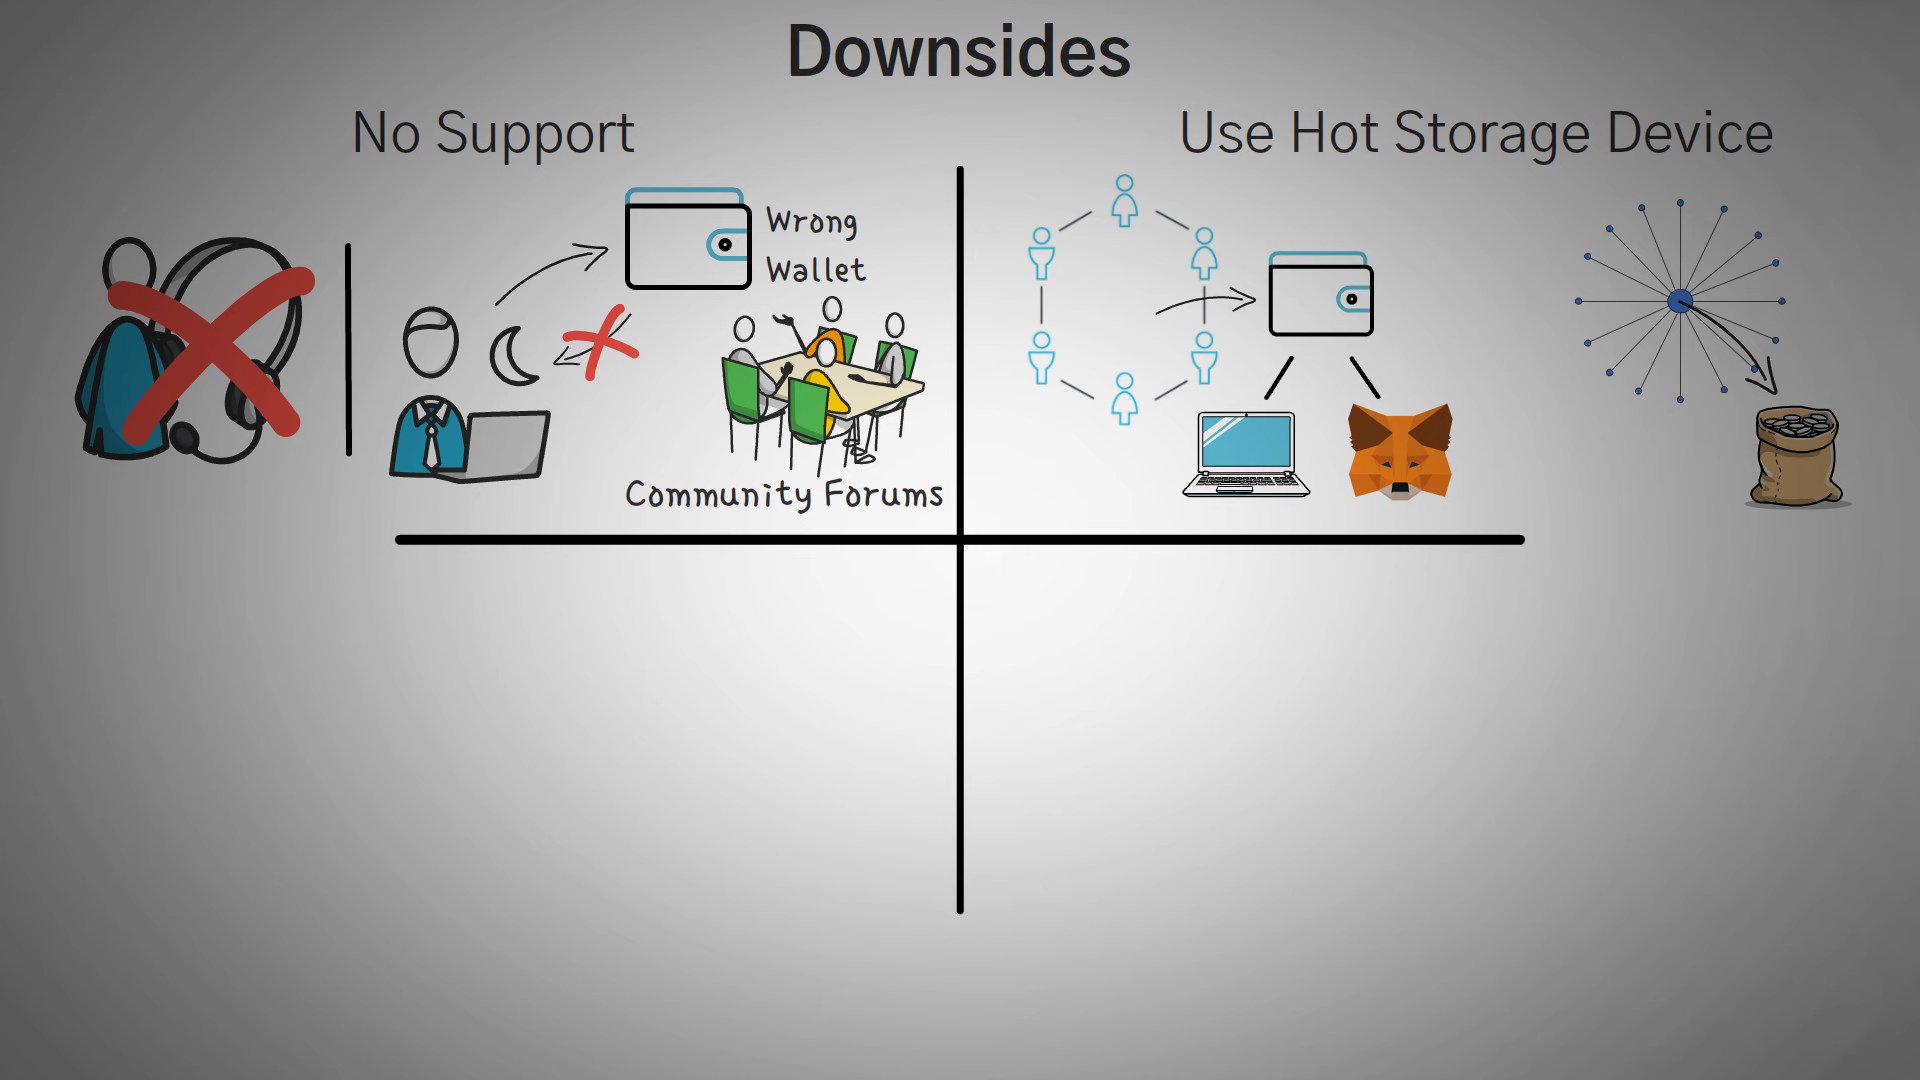 Downsides
No Support
Use Hot Storage Device
Wrong
Wallet
Community Forums